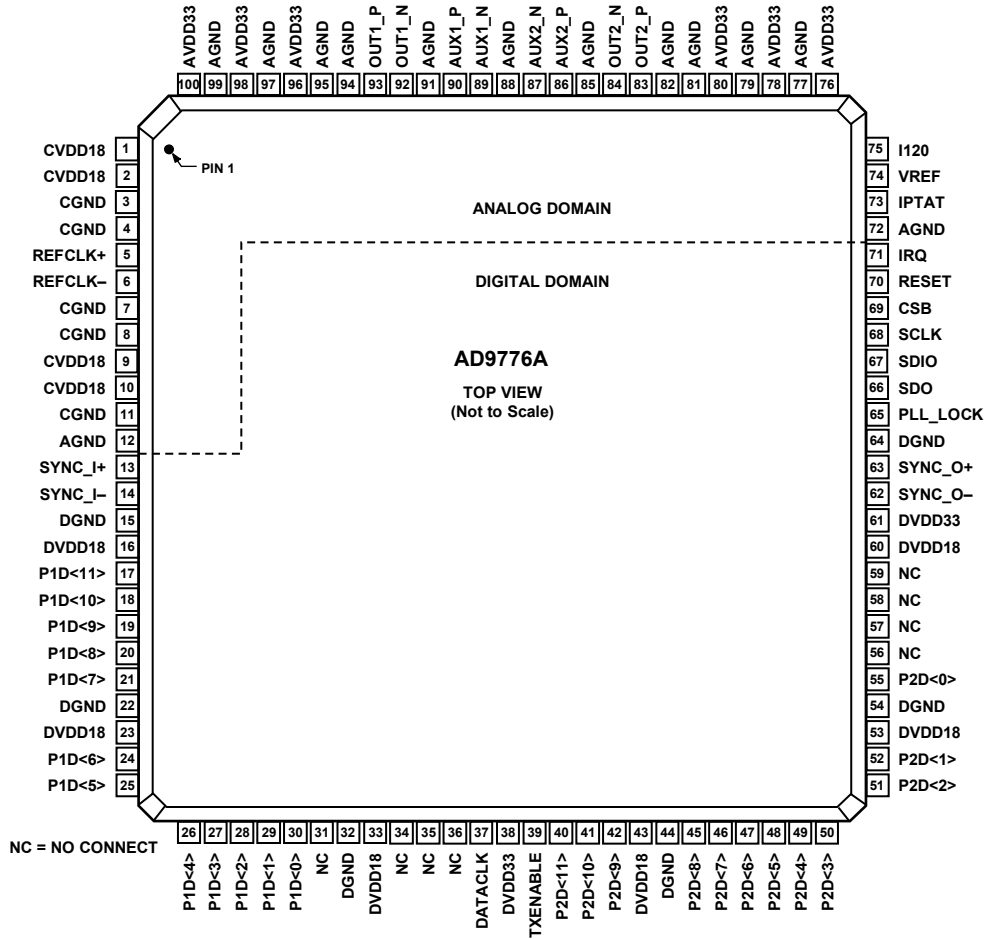 AVDD33
AGND
AVDD33
AGND
AVDD33
AGND
AGND
OUT1_P
OUT1_N
AGND
AUX1_P
AUX1_N
AGND
AUX2_N
AUX2_P
AGND
OUT2_N
OUT2_P
AGND
AGND
AVDD33
AGND
AVDD33
AGND
AVDD33
100 99 98 97 96 95 94 93 92 91 90 89 88 87 86 85 84 83 82 81 80 79 78 77 76
CVDD18 1
CVDD18 2
CGND 3
CGND 4
REFCLK+ 5
REFCLK– 6
CGND 7
CGND 8
CVDD18 9
CVDD18 10
CGND 11
AGND 12
SYNC_I+ 13
SYNC_I– 14
DGND 15
DVDD18 16
P1D<11> 17
P1D<10> 18
P1D<9> 19
P1D<8> 20
P1D<7> 21
DGND 22
DVDD18 23
P1D<6> 24
P1D<5> 25
PIN 1
ANALOG DOMAIN
DIGITAL DOMAIN
AD9776A
TOP VIEW
(Not to Scale)
75 I120
74 VREF
73 IPTAT
72 AGND
71 IRQ
70 RESET
69 CSB
68 SCLK
67 SDIO
66 SDO
65 PLL_LOCK
64 DGND
63 SYNC_O+
62 SYNC_O–
61 DVDD33
60 DVDD18
59 NC
58 NC
57 NC
56 NC
55 P2D<0>
54 DGND
53 DVDD18
52 P2D<1>
51 P2D<2>
26 27 28 29 30 31 32 33 34 35 36 37 38 39 40 41 42 43 44 45 46 47 48 49 50
NC = NO CONNECT
P1D<4>
P1D<3>
P1D<2>
P1D<1>
P1D<0>
NC
DGND
DVDD18
NC
NC
NC
DATACLK
DVDD33
TXENABLE
P2D<11>
P2D<10>
P2D<9>
DVDD18
DGND
P2D<8>
P2D<7>
P2D<6>
P2D<5>
P2D<4>
P2D<3>